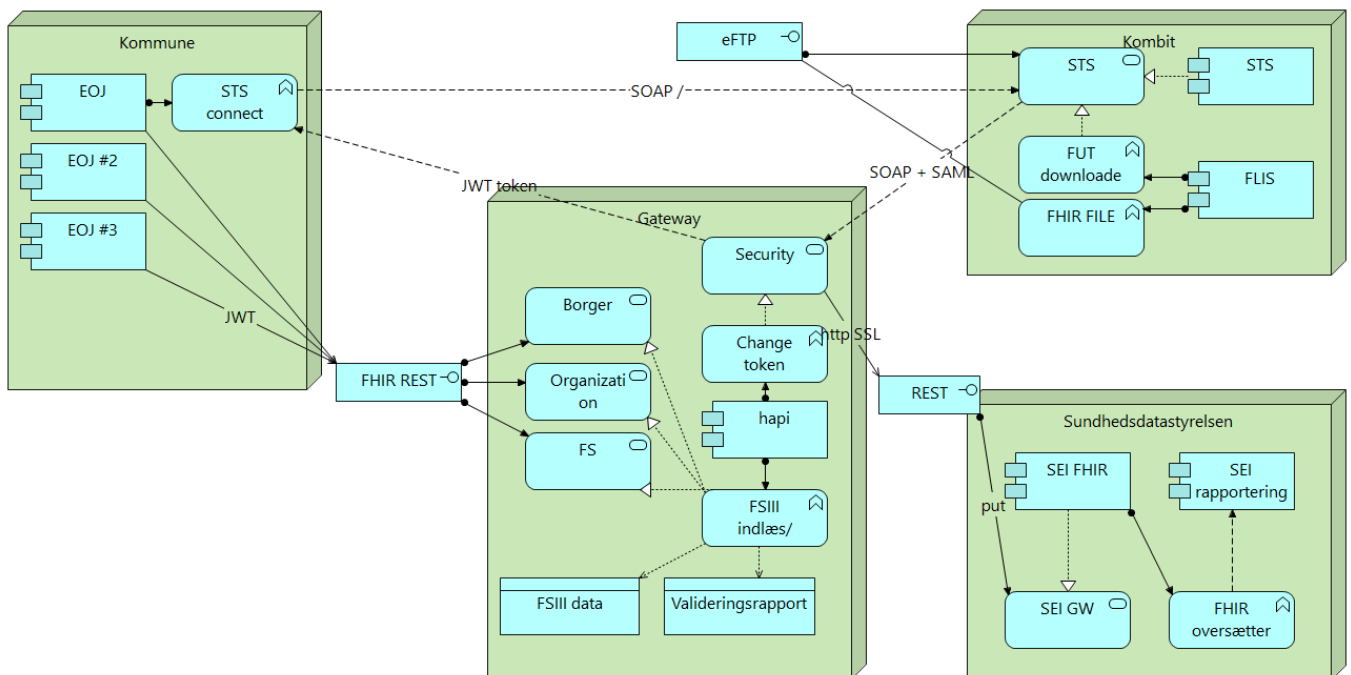 Kommune
EOJ
STS
connect
EOJ #2
EOJ #3
JWT
SOAP /
JWT token
eFTP
Kombit
STS
STS
FUT
downloade
FLIS
FHIR FILE
SOAP + SAML
Gateway
Security
Borger
Change
token
http SSL
FHIR REST
Organizati
on
hapi
FS
FSIII
indlæs/
FSIII data
Valideringsrapport
REST
put
Sundhedsdatastyrelsen
SEI FHIR
SEI
rapportering
SEI GW
FHIR
oversætter